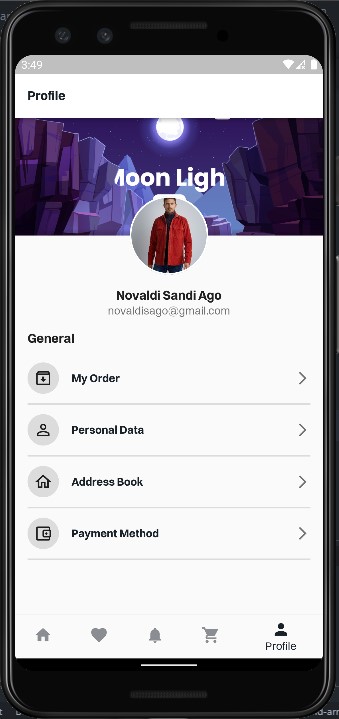 3:49
Profile
Moon Ligh
Novaldi Sandi Ago
novaldisago@gmail.com
General
My Order
Personal Data
Address Book
Payment Method
Profile